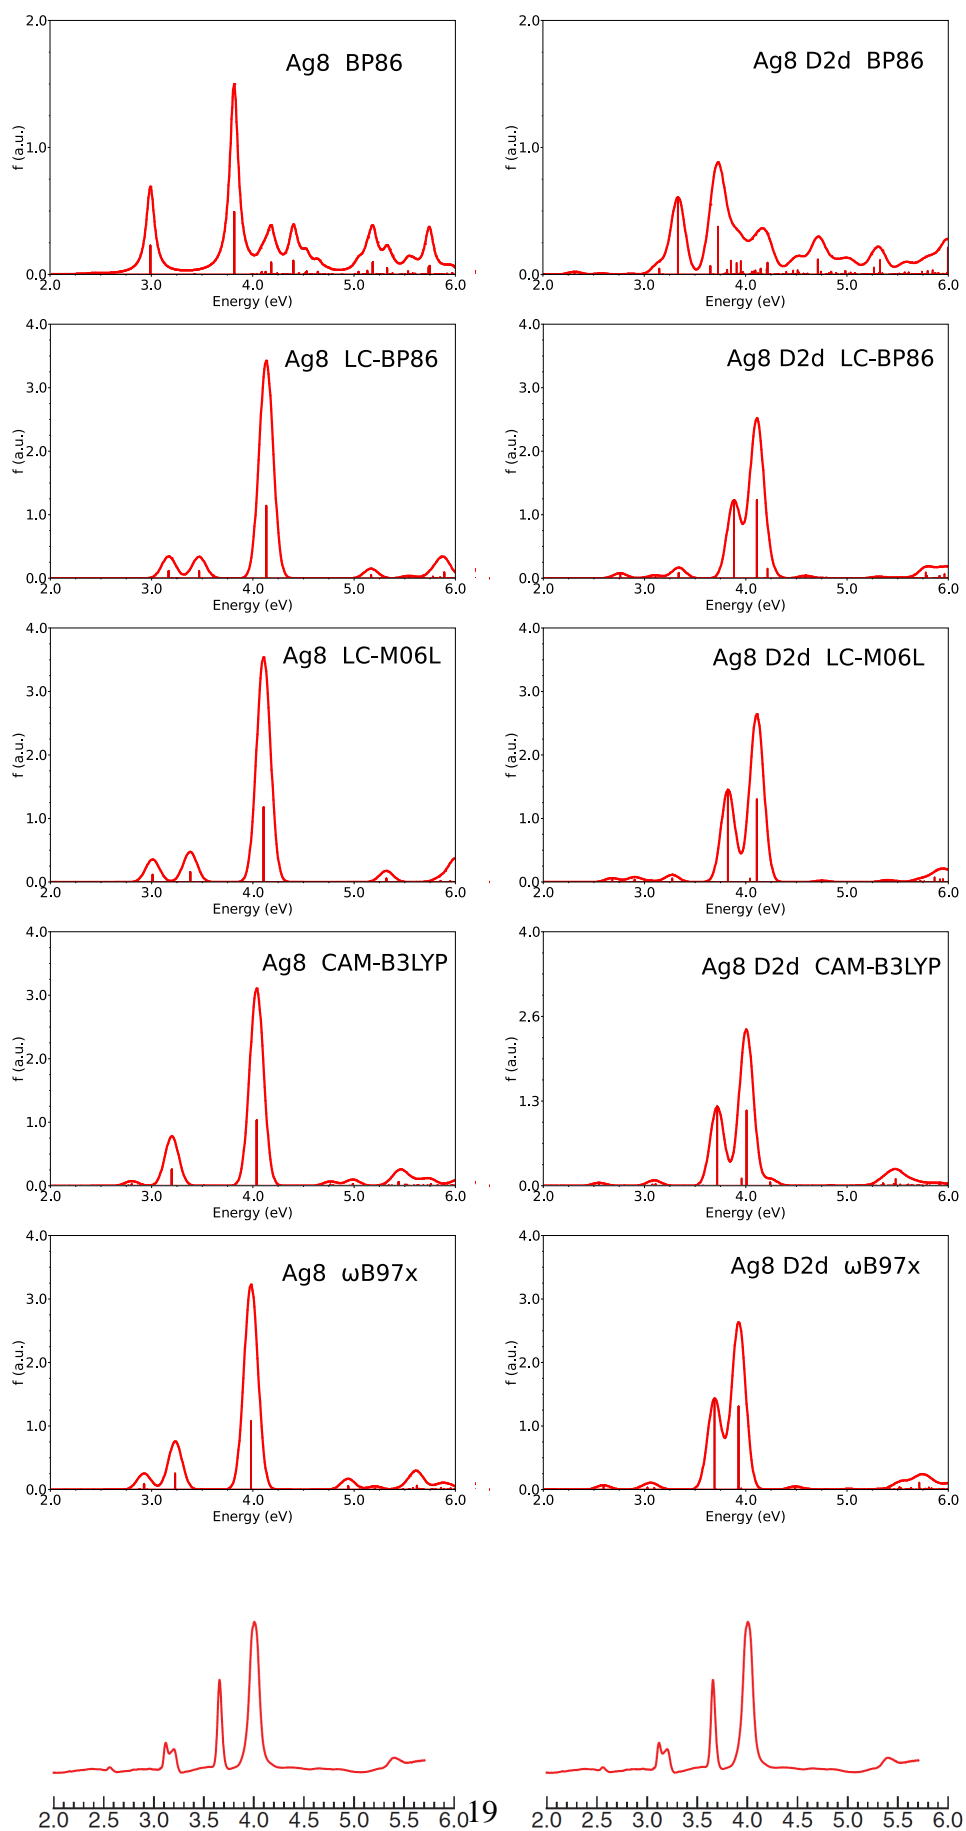 Ag8 BP86
2.0
1.0
0.0
f (a.u.)
2.0 3.0 4.0 5.0 6.0
Energy (eV)
Ag8 D2d BP86
2.0
1.0
0.0
f (a.u.)
2.0 3.0 4.0 5.0 6.0
Energy (eV)
Ag8 LC-BP86
4.0
3.0
2.0
1.0
0.0
f (a.u.)
2.0 3.0 4.0 5.0 6.0
Energy (eV)
Ag8 D2d LC-BP86
4.0
3.0
2.0
1.0
0.0
f (a.u.)
2.0 3.0 4.0 5.0 6.0
Energy (eV)
Ag8 LC-M06L
4.0
3.0
2.0
1.0
0.0
f (a.u.)
2.0 3.0 4.0 5.0 6.0
Energy (eV)
Ag8 D2d LC-M06L
4.0
3.0
2.0
1.0
0.0
f (a.u.)
2.0 3.0 4.0 5.0 6.0
Energy (eV)
Ag8 CAM-B3LYP
4.0
3.0
2.0
1.0
0.0
f (a.u.)
2.0 3.0 4.0 5.0 6.0
Energy (eV)
Ag8 D2d CAM-B3LYP
4.0
2.6
1.3
0.0
f (a.u.)
2.0 3.0 4.0 5.0 6.0
Energy (eV)
Ag8 ωB97x
4.0
3.0
2.0
1.0
0.0
f (a.u.)
2.0 3.0 4.0 5.0 6.0
Energy (eV)
Ag8 D2d ωB97x
4.0
3.0
2.0
1.0
0.0
f (a.u.)
2.0 3.0 4.0 5.0 6.0
Energy (eV)
2.0 2.5 3.0 3.5 4.0 4.5 5.0 5.5 6.0
19
2.0 2.5 3.0 3.5 4.0 4.5 5.0 5.5 6.0